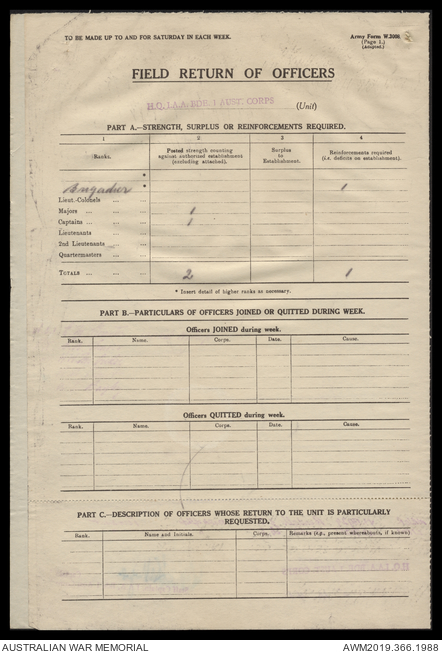 TO BE MADE UP TO AND FOR SATURDAY IN EACH WEEK.
Army Form W.3008.
(Page 1.)
(Adapted.)
FIELD RETURN OF OFFICERS
H.Q. 1 A.A. BDE 1 AUST. CORPS (Unit)
PART A.—STRENGTH, SURPLUS OR REINFORCEMENTS REQUIRED.
1 2 3 4
Ranks. Posted strength counting against authorized establishment (excluding attached). Surplus to Establishment. Reinforcements required (i.e. deficits on establishment).
*
Brigadier * 1
Lieut.-Colonels ... ...
Majors ... ... ... 1
Captains ... ... ... 1
Lieutenants ... ...
2nd Lieutenants ... ...
Quartermasters ... ...
TOTALS ... ... ... 2 1
* Insert detail of higher ranks as necessary.
PART B.—PARTICULARS OF OFFICERS JOINED OR QUITTED DURING WEEK.
Officers JOINED during week.
Rank. Name. Corps. Date. Cause.
Officers QUITTED during week.
Rank. Name. Corps. Date. Cause.
PART C.—DESCRIPTION OF OFFICERS WHOSE RETURN TO THE UNIT IS PARTICULARLY
REQUESTED.
Rank. Name and Initials. Corps. Remarks (i.e., present whereabouts, if known)
AUSTRALIAN WAR MEMORIAL
AWM2019.366.1988